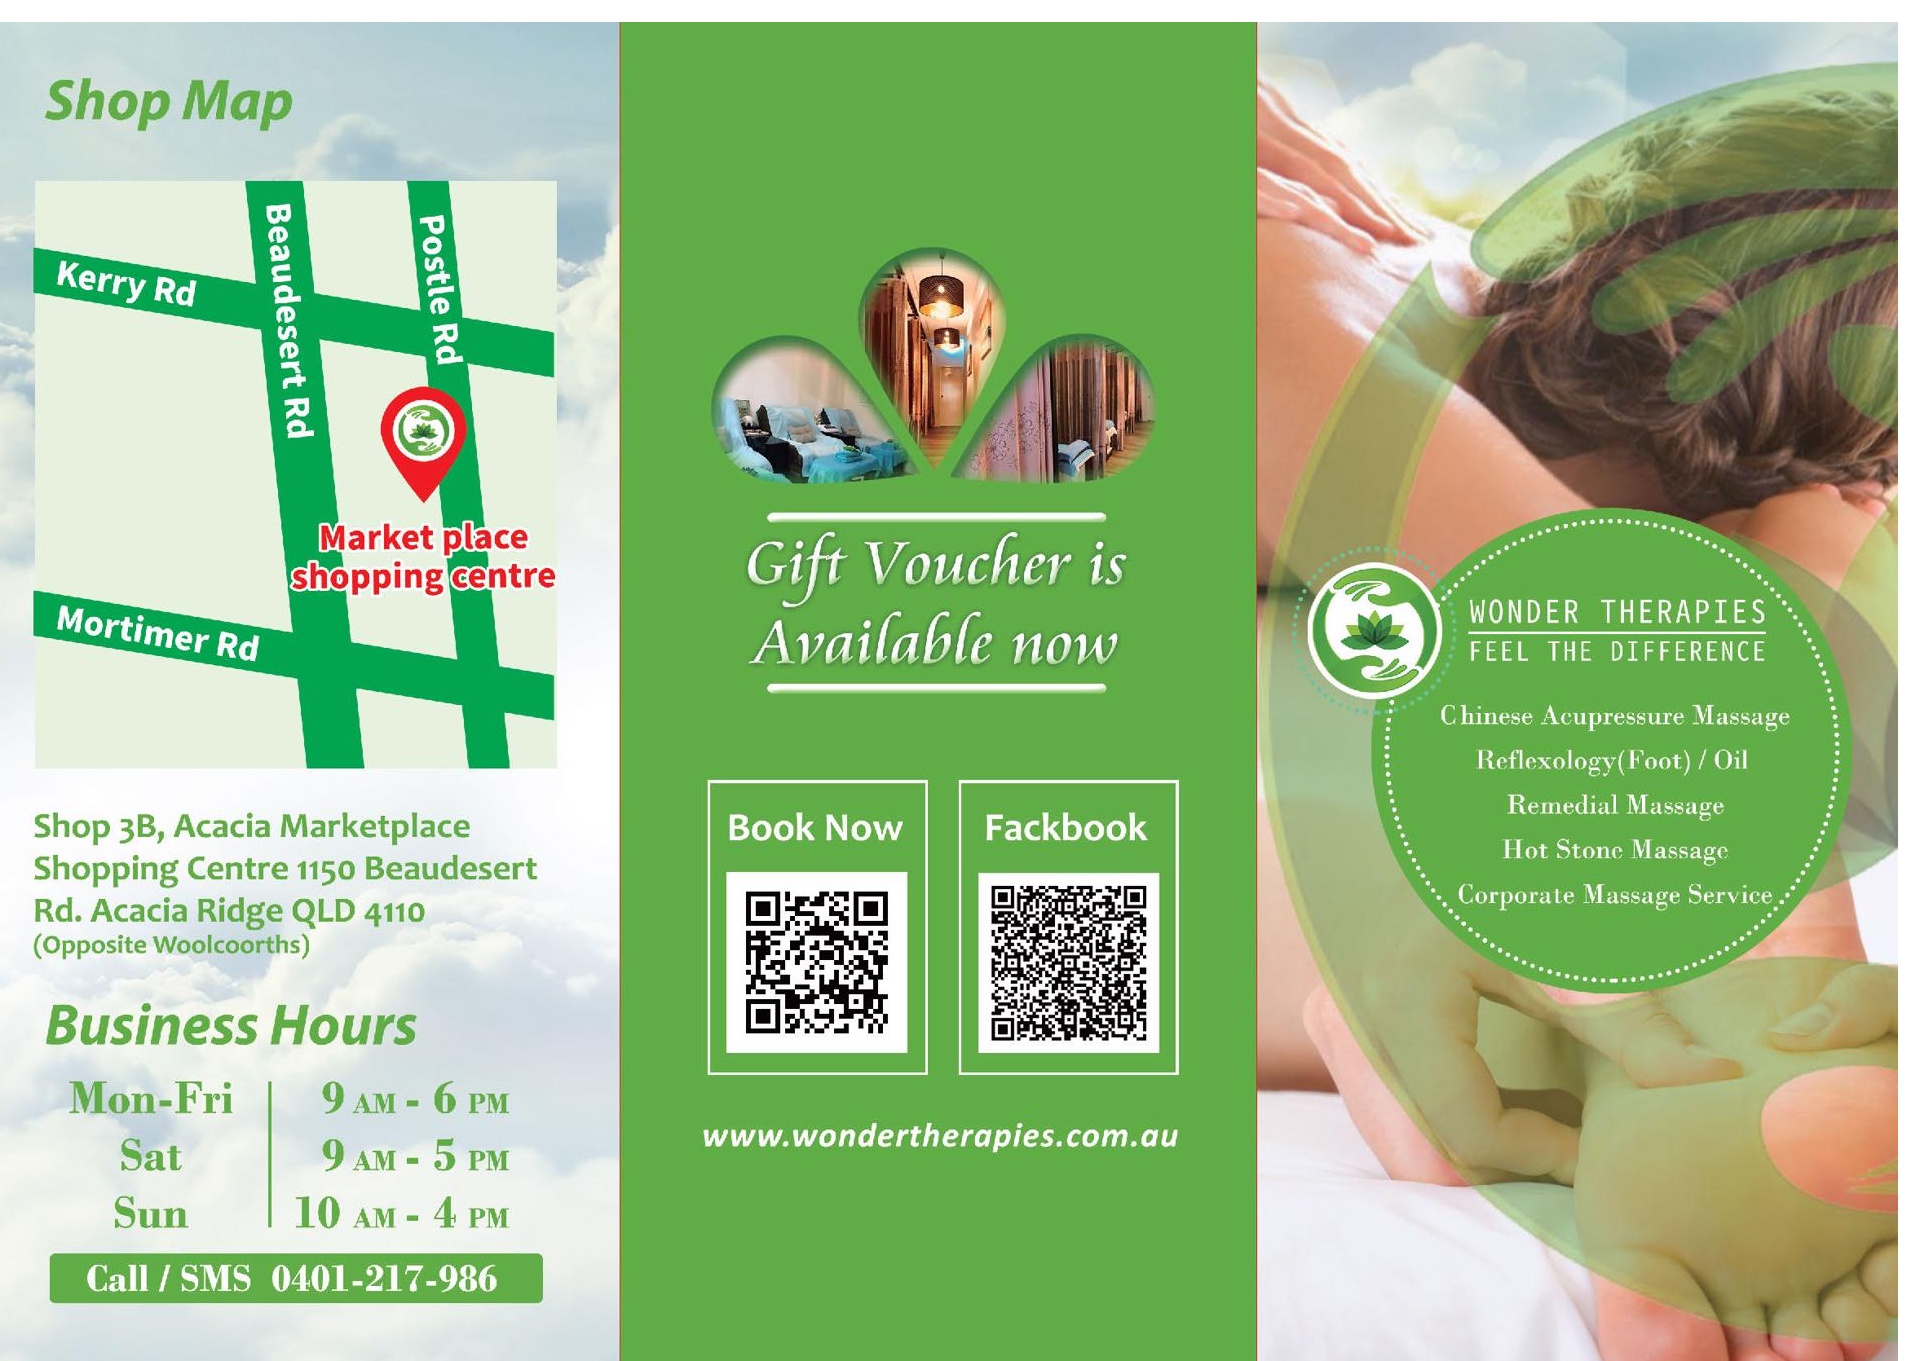 Shop Map
Kerry Rd
Beaudesert Rd
Postle Rd
Market place
shopping centre
Mortimer Rd
Shop 3B, Acacia Marketplace
Shopping Centre 1150 Beaudesert
Rd. Acacia Ridge QLD 4110
(Opposite Woolcoorths)
Business Hours
Mon-Fri 9 AM - 6 PM
Sat 9 AM - 5 PM
Sun 10 AM - 4 PM
Call / SMS 0401-217-986
Gift Voucher is
Available now
Book Now
Fackbook
www.wondertherapies.com.au
WONDER THERAPIES
FEEL THE DIFFERENCE
Chinese Acupressure Massage
Reflexology(Foot) / Oil
Remedial Massage
Hot Stone Massage
Corporate Massage Service